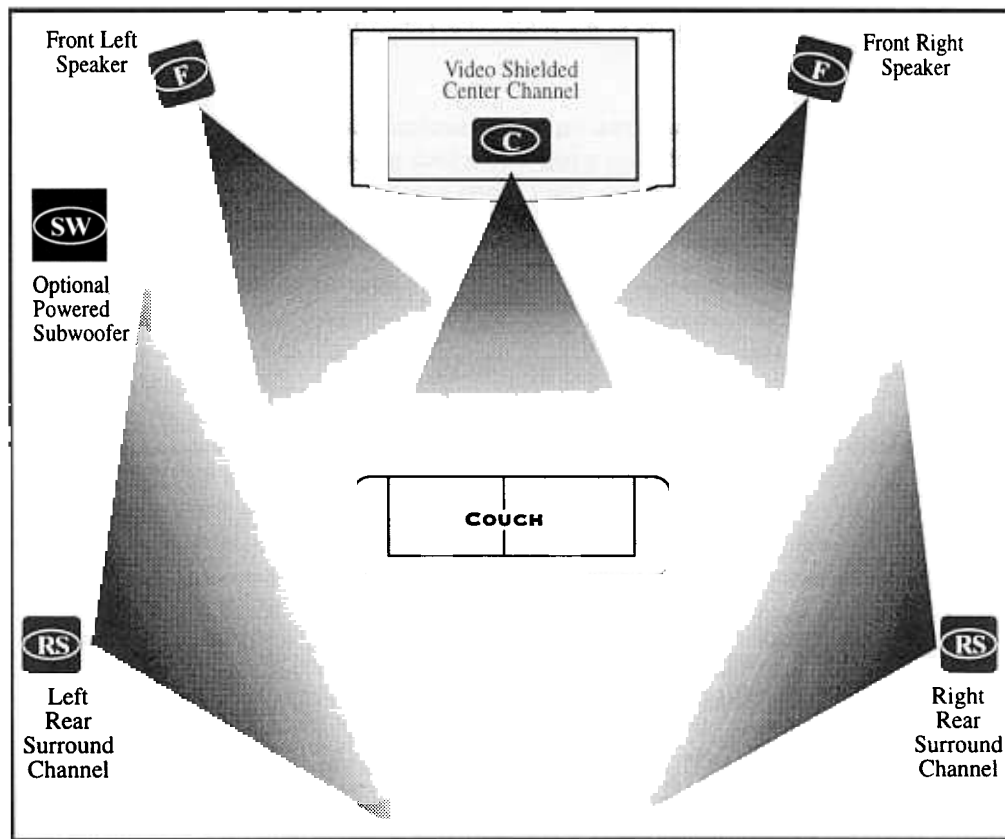 Front Left
Speaker
F
Video Shielded
Center Channel
C
Front Right
Speaker
F
SW
Optional
Powered
Subwoofer
COUCH
RS
Left
Rear
Surround
Channel
RS
Right
Rear
Surround
Channel